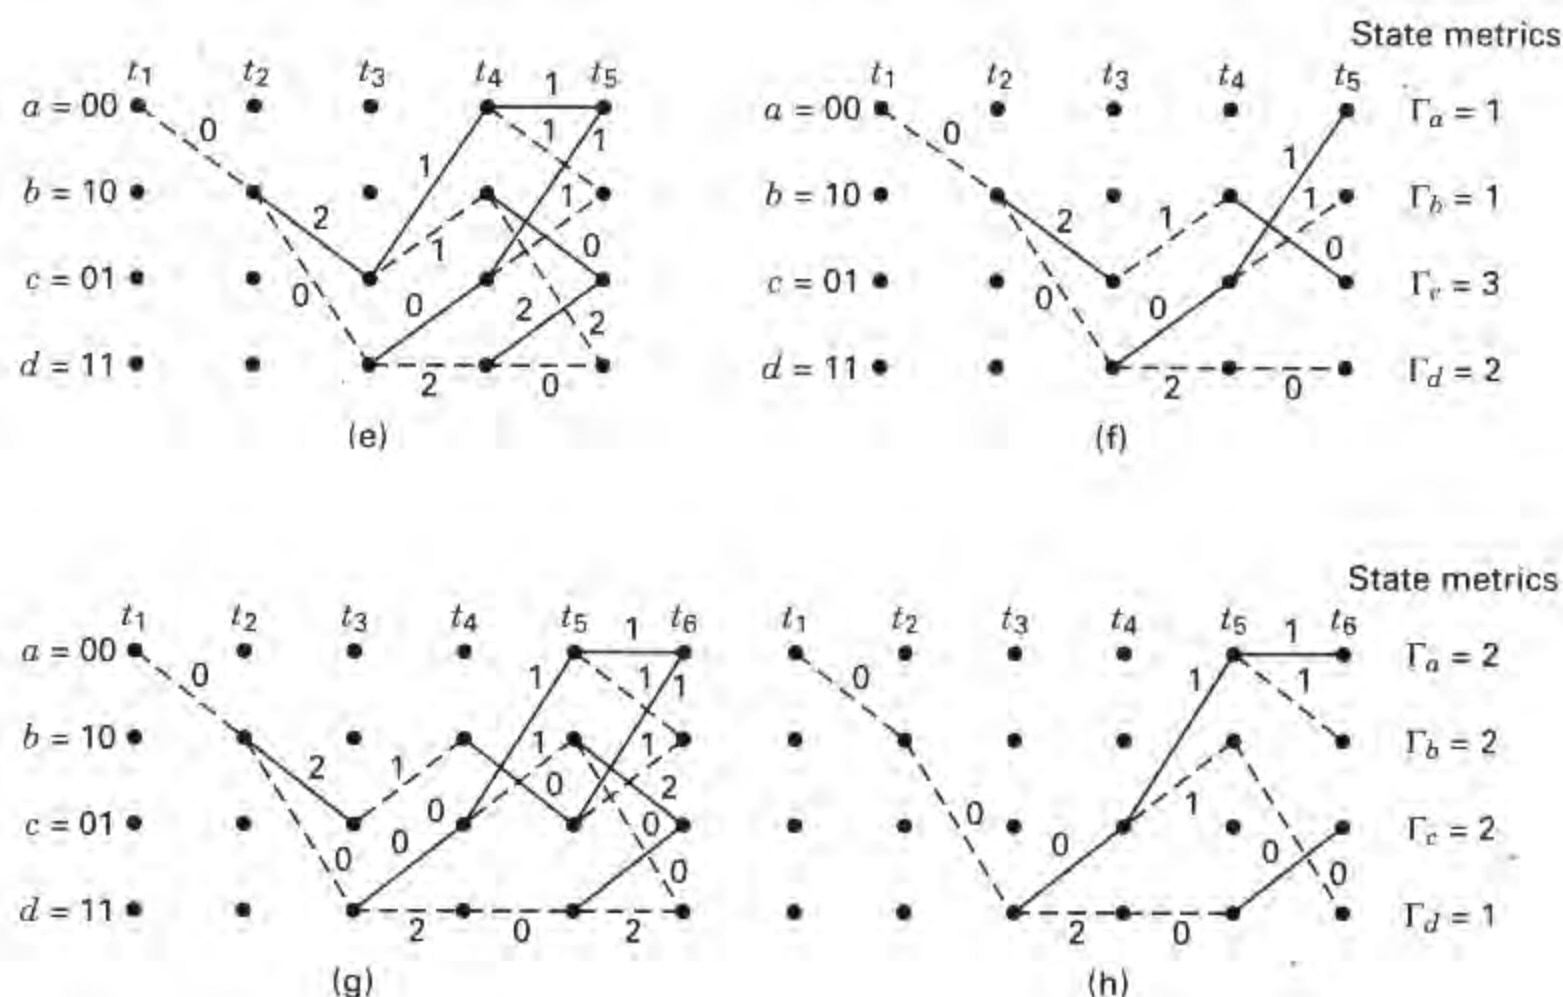 State metrics
t1 t2 t3 t4 t5
t1 t2 t3 t4 t5
a = 00 0 1 1 1 1
a = 00 0 1 Γa = 1
b = 10 2 1 1 0
b = 10 2 1 1 0 Γb = 1
c = 01 0 0 2 2
c = 01 0 0 Γc = 3
d = 11 2 0
d = 11 2 0 Γd = 2
(e)
(f)
State metrics
t1 t2 t3 t4 t5 t6
t1 t2 t3 t4 t5 t6
a = 00 0 1 1 1 1
0 1 1 1 Γa = 2
b = 10 2 1 1 0 1 2
Γb = 2
c = 01 0 0 0 0 0
0 0 1 0 0 Γc = 2
d = 11 2 0 2
2 0 Γd = 1
(g)
(h)